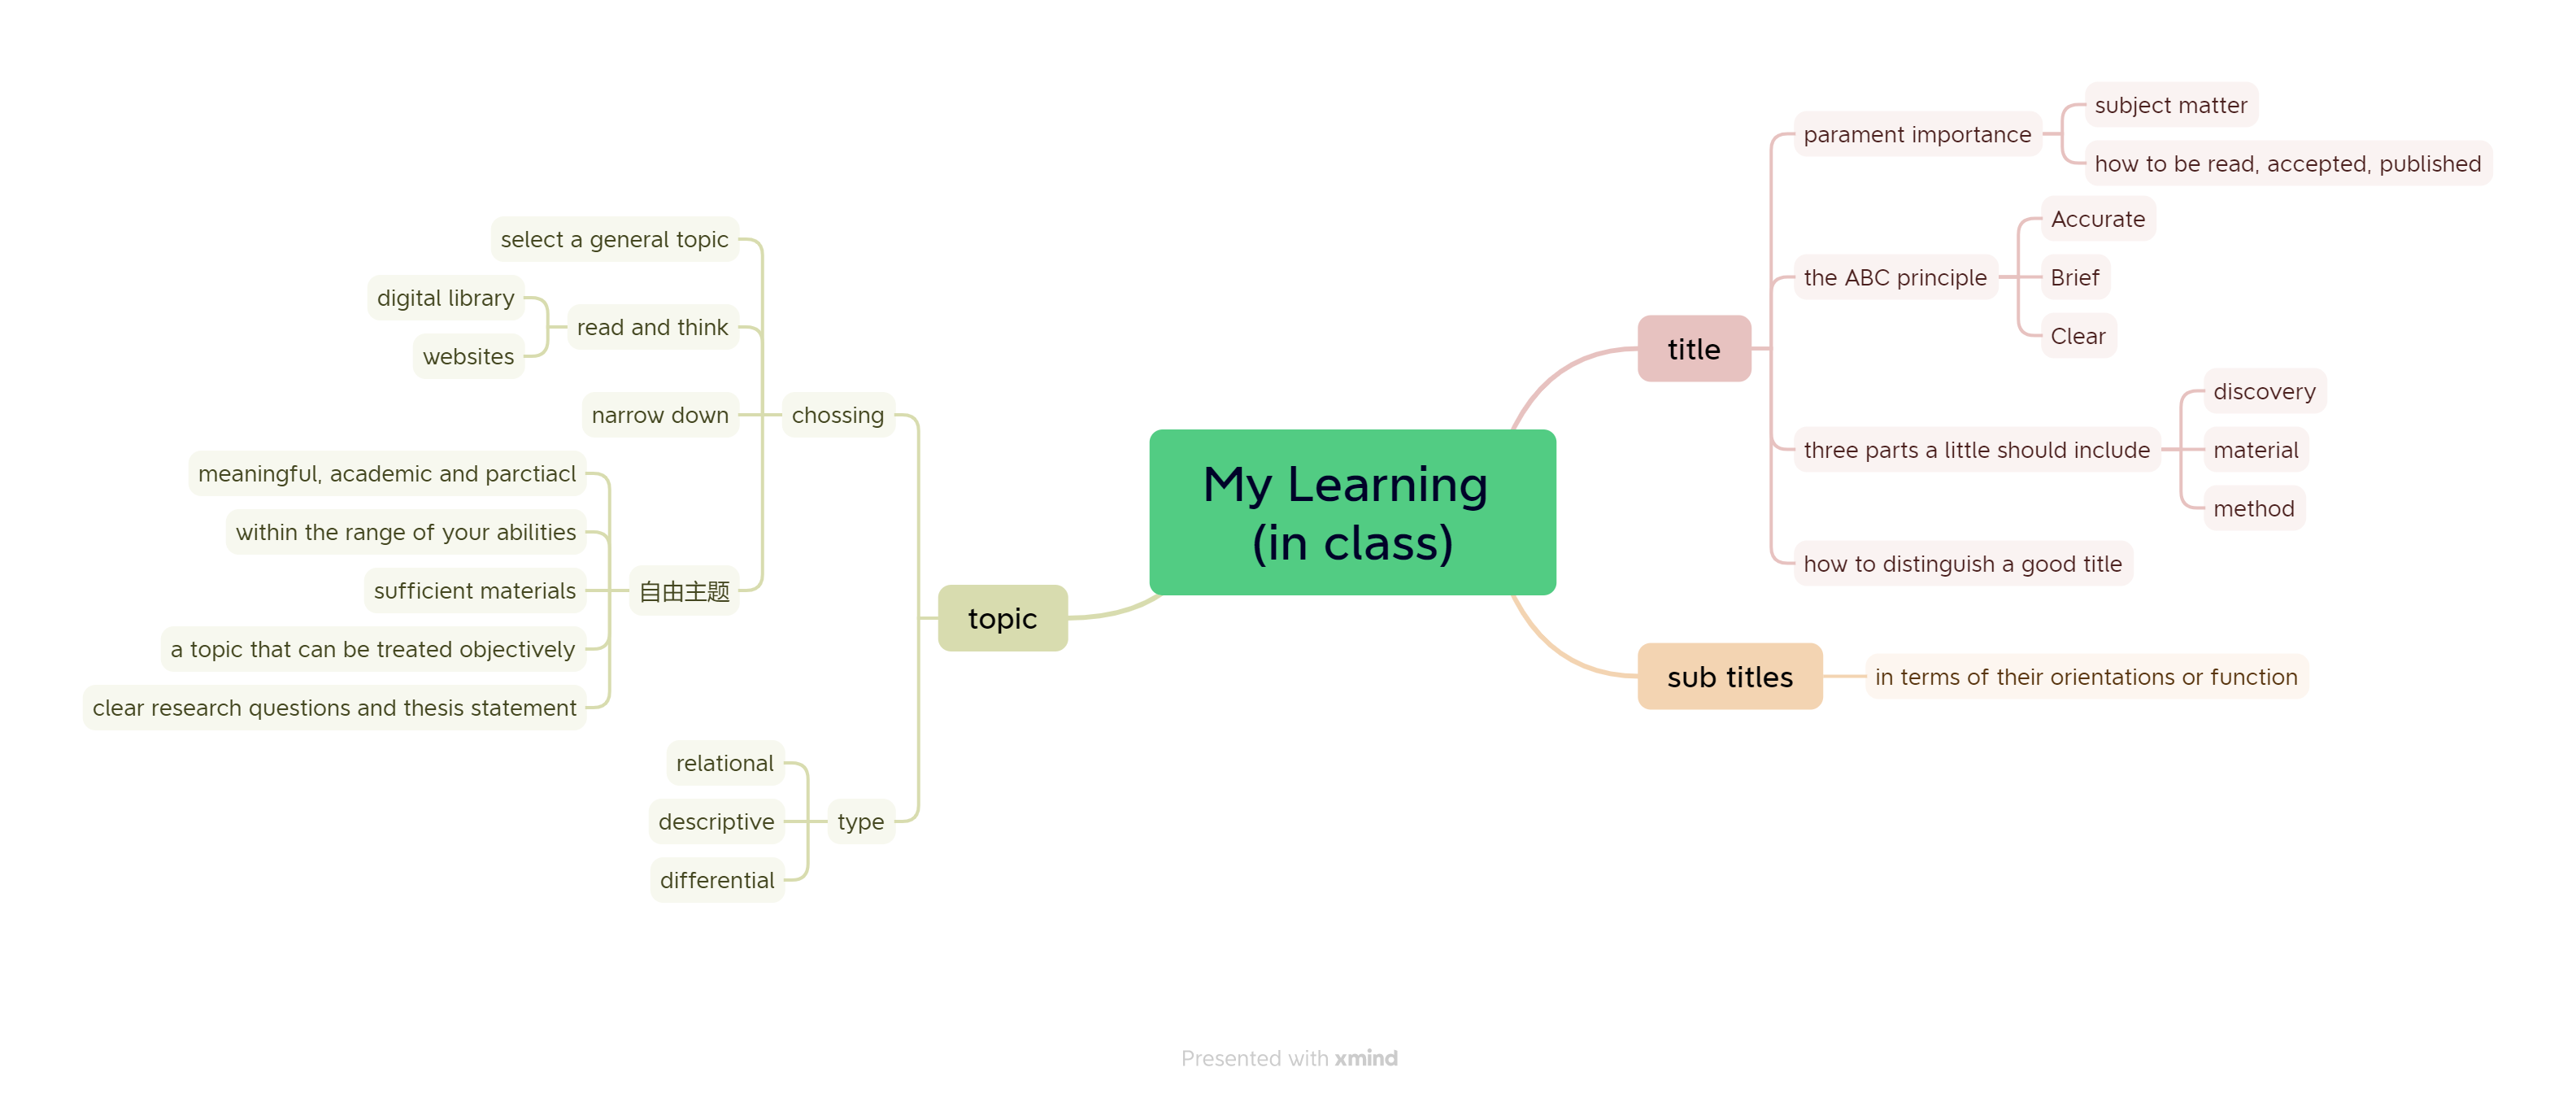 My Learning
(in class)
title
parament importance
subject matter
how to be read, accepted, published
the ABC principle
Accurate
Brief
Clear
three parts a little should include
discovery
material
method
how to distinguish a good title
sub titles
in terms of their orientations or function
topic
chossing
select a general topic
read and think
digital library
websites
narrow down
自由主题
meaningful, academic and parctiacl
within the range of your abilities
sufficient materials
a topic that can be treated objectively
clear research questions and thesis statement
type
relational
descriptive
differential
Presented with xmind